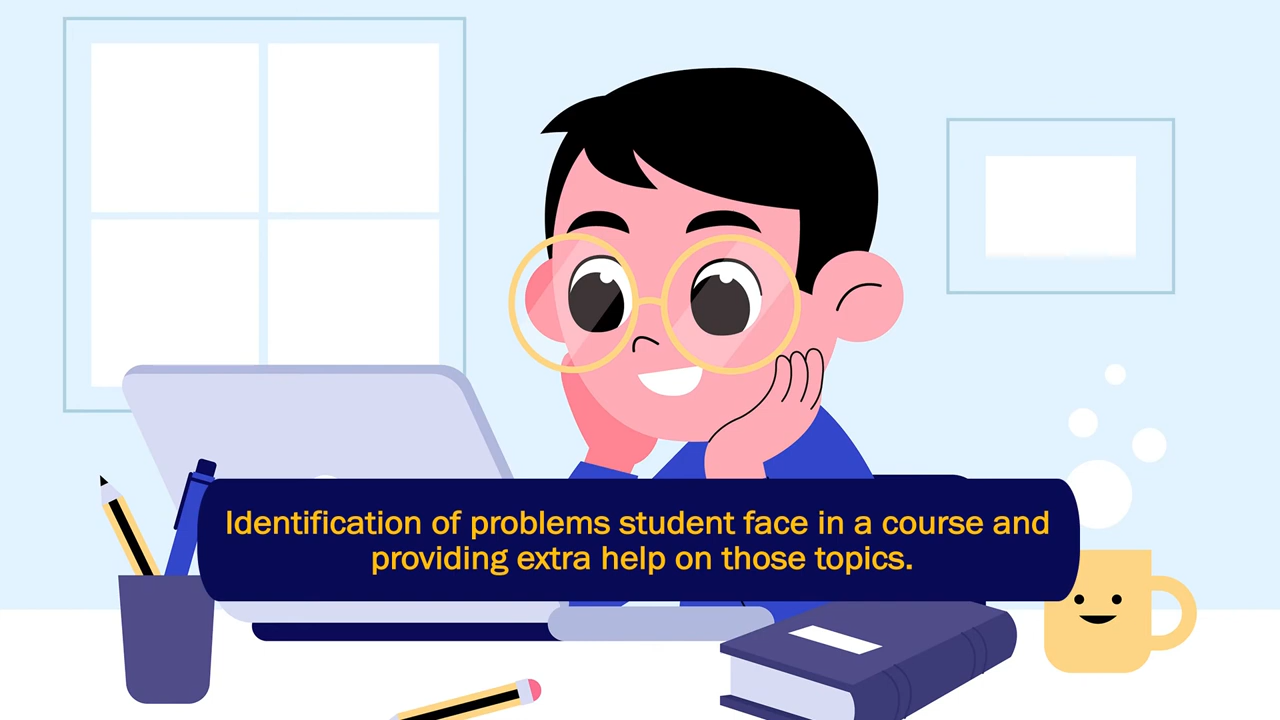 Identification of problems student face in a course and
providing extra help on those topics.